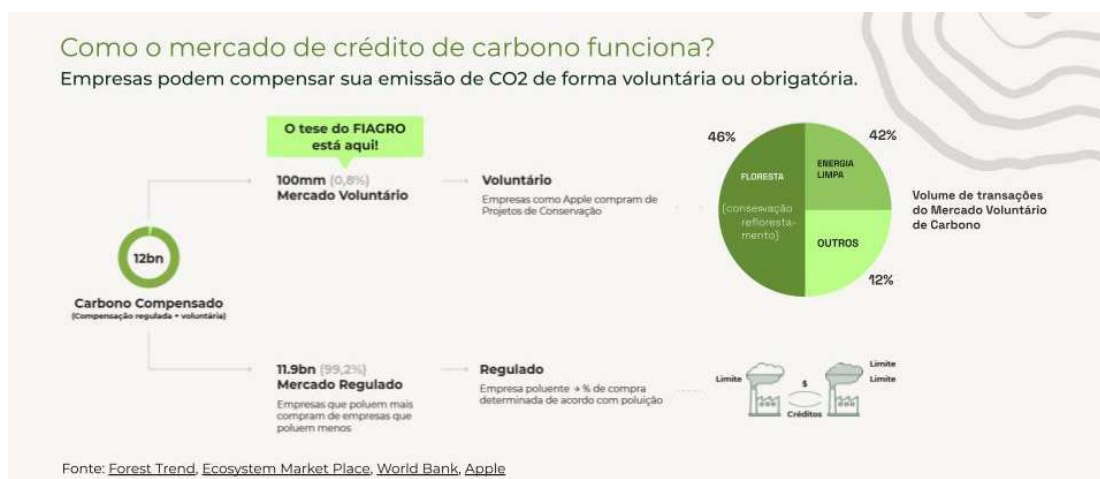 Como o mercado de crédito de carbono funciona?
Empresas podem compensar sua emissão de CO2 de forma voluntária ou obrigatória.
O tese do FIAGRO
está aqui!
100mm (0,8%)
Mercado Voluntário
Voluntário
Empresas como Apple compram de
Projetos de Conservação
46%
42%
12%
FLORESTA
(conservação
refloresta-
mento)
ENERGIA
LIMPA
OUTROS
Volume de transações
do Mercado Voluntário
de Carbono
12bn
Carbono Compensado
(Compensação regulada + voluntária)
11.9bn (99,2%)
Mercado Regulado
Empresas que poluem mais
compram de empresas que
poluem menos
Regulado
Empresa poluente → % de compra
determinada de acordo com poluição
Limite
$
Créditos
Limite
Limite
Fonte: Forest Trend, Ecosystem Market Place, World Bank, Apple